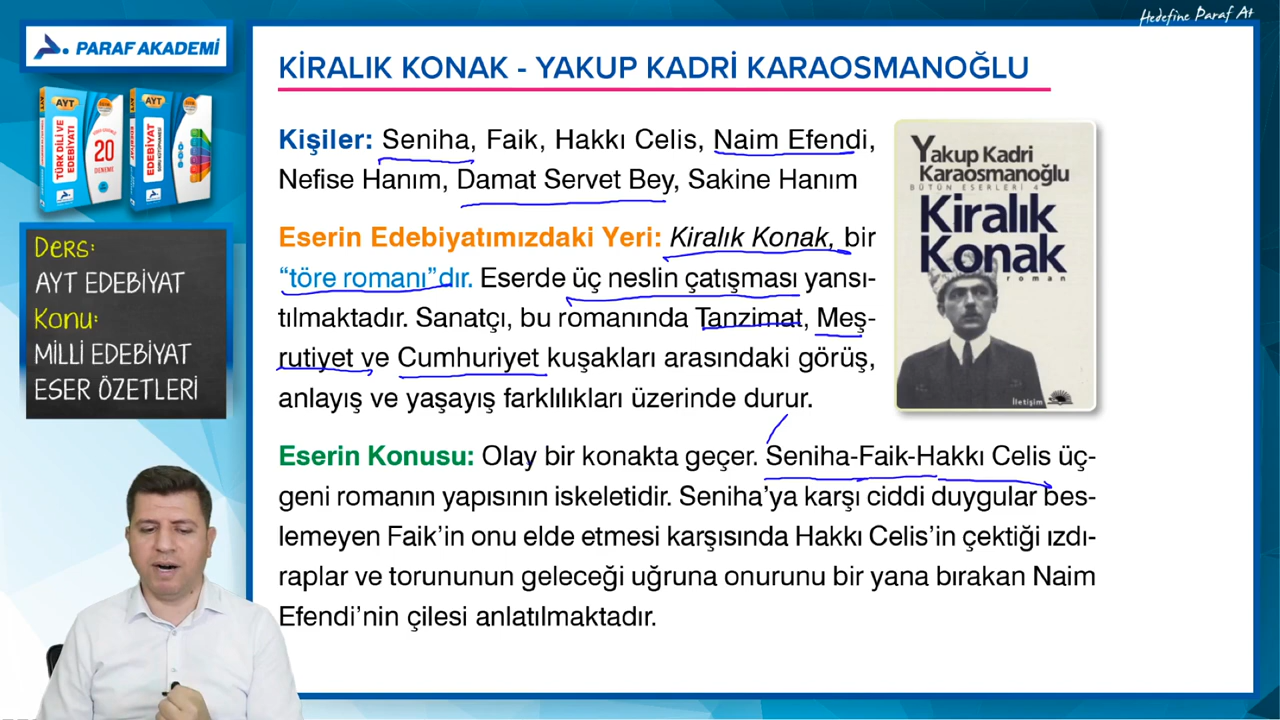 Hedefine Paraf At
PARAF AKADEMİ
KİRALIK KONAK - YAKUP KADRİ KARAOSMANOĞLU
AYT
TÜRK DİLİ VE
EDEBİYATI
20
DENEME
AYT
EDEBİYAT
Ders:
AYT EDEBİYAT
Konu:
MİLLİ EDEBİYAT
ESER ÖZETLERİ
Kişiler: Seniha, Faik, Hakkı Celis, Naim Efendi,
Nefise Hanım, Damat Servet Bey, Sakine Hanım
Eserin Edebiyatımızdaki Yeri: Kiralık Konak, bir
“töre romanı”dır. Eserde üç neslin çatışması yansı-
tılmaktadır. Sanatçı, bu romanında Tanzimat, Meş-
rutiyet ve Cumhuriyet kuşakları arasındaki görüş,
anlayış ve yaşayış farklılıkları üzerinde durur.
Yakup Kadri
Karaosmanoğlu
BÜTÜN ESERLERİ 4
Kiralık
Konak
roman
İletişim
Eserin Konusu: Olay bir konakta geçer. Seniha-Faik-Hakkı Celis üç-
geni romanın yapısının iskeletidir. Seniha’ya karşı ciddi duygular bes-
lemeyen Faik’in onu elde etmesi karşısında Hakkı Celis’in çektiği ızdı-
raplar ve torununun geleceği uğruna onurunu bir yana bırakan Naim
Efendi’nin çilesi anlatılmaktadır.